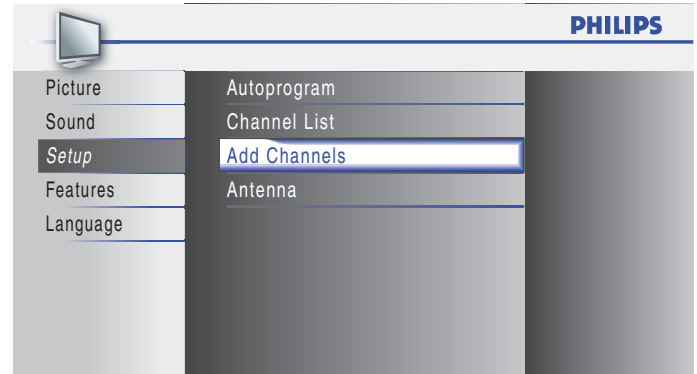 PHILIPS
Picture
Sound
Setup
Features
Language
Autoprogram
Channel List
Add Channels
Antenna